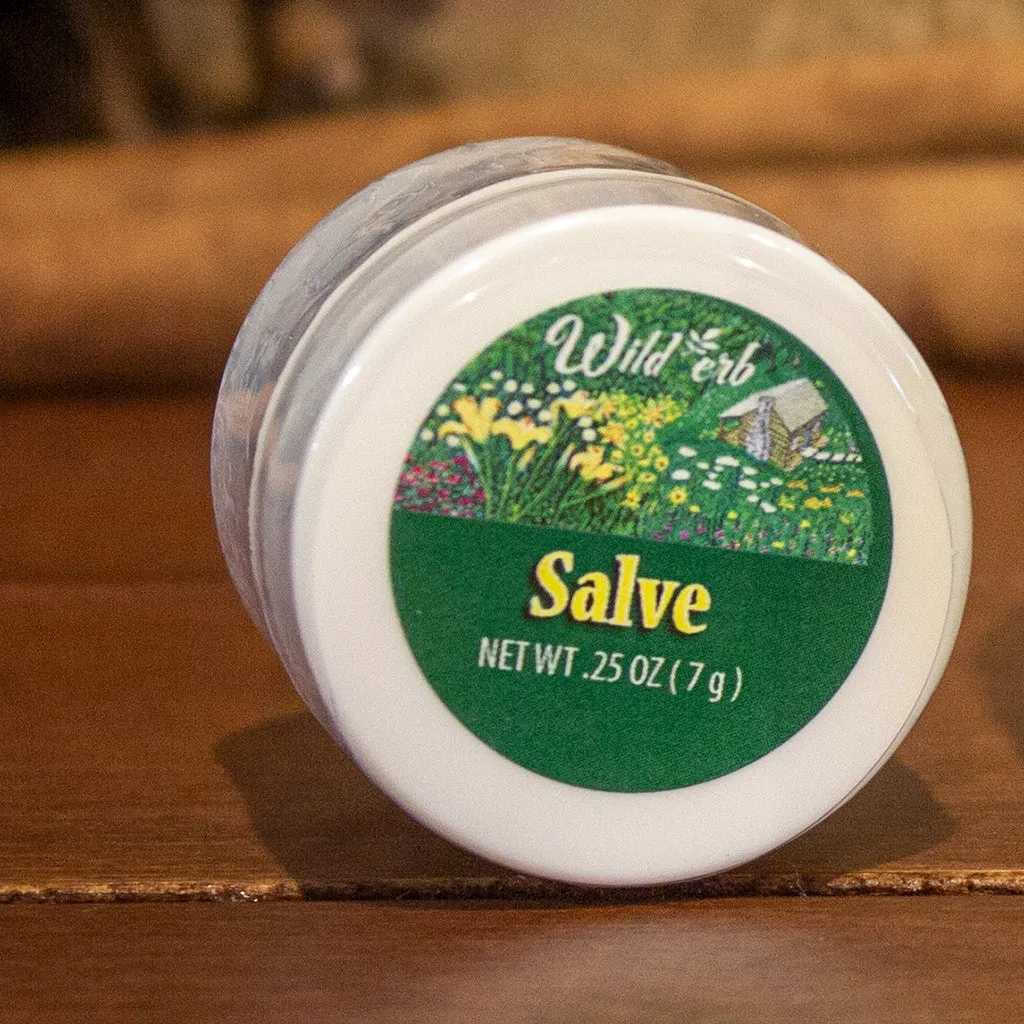 Wild erb
Salve
NET WT .25 OZ ( 7 g )